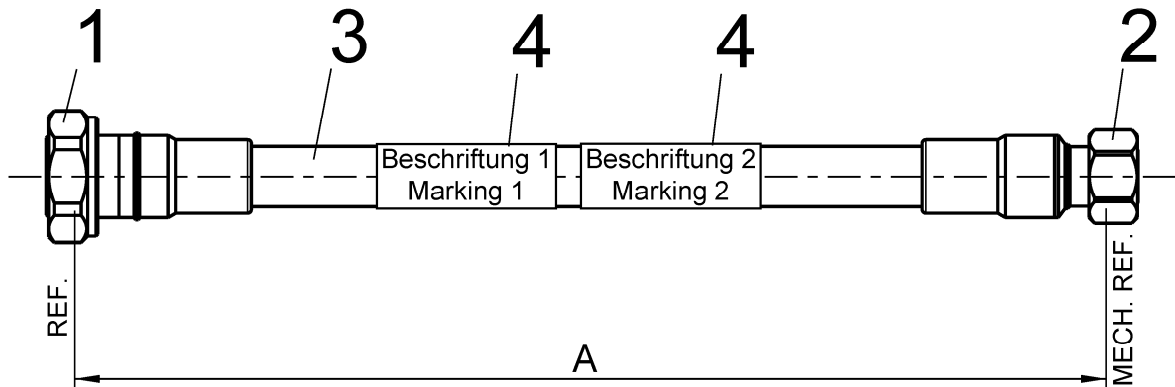 1
3
4
4
2
Beschriftung 1
Marking 1
Beschriftung 2
Marking 2
REF.
MECH. REF.
A